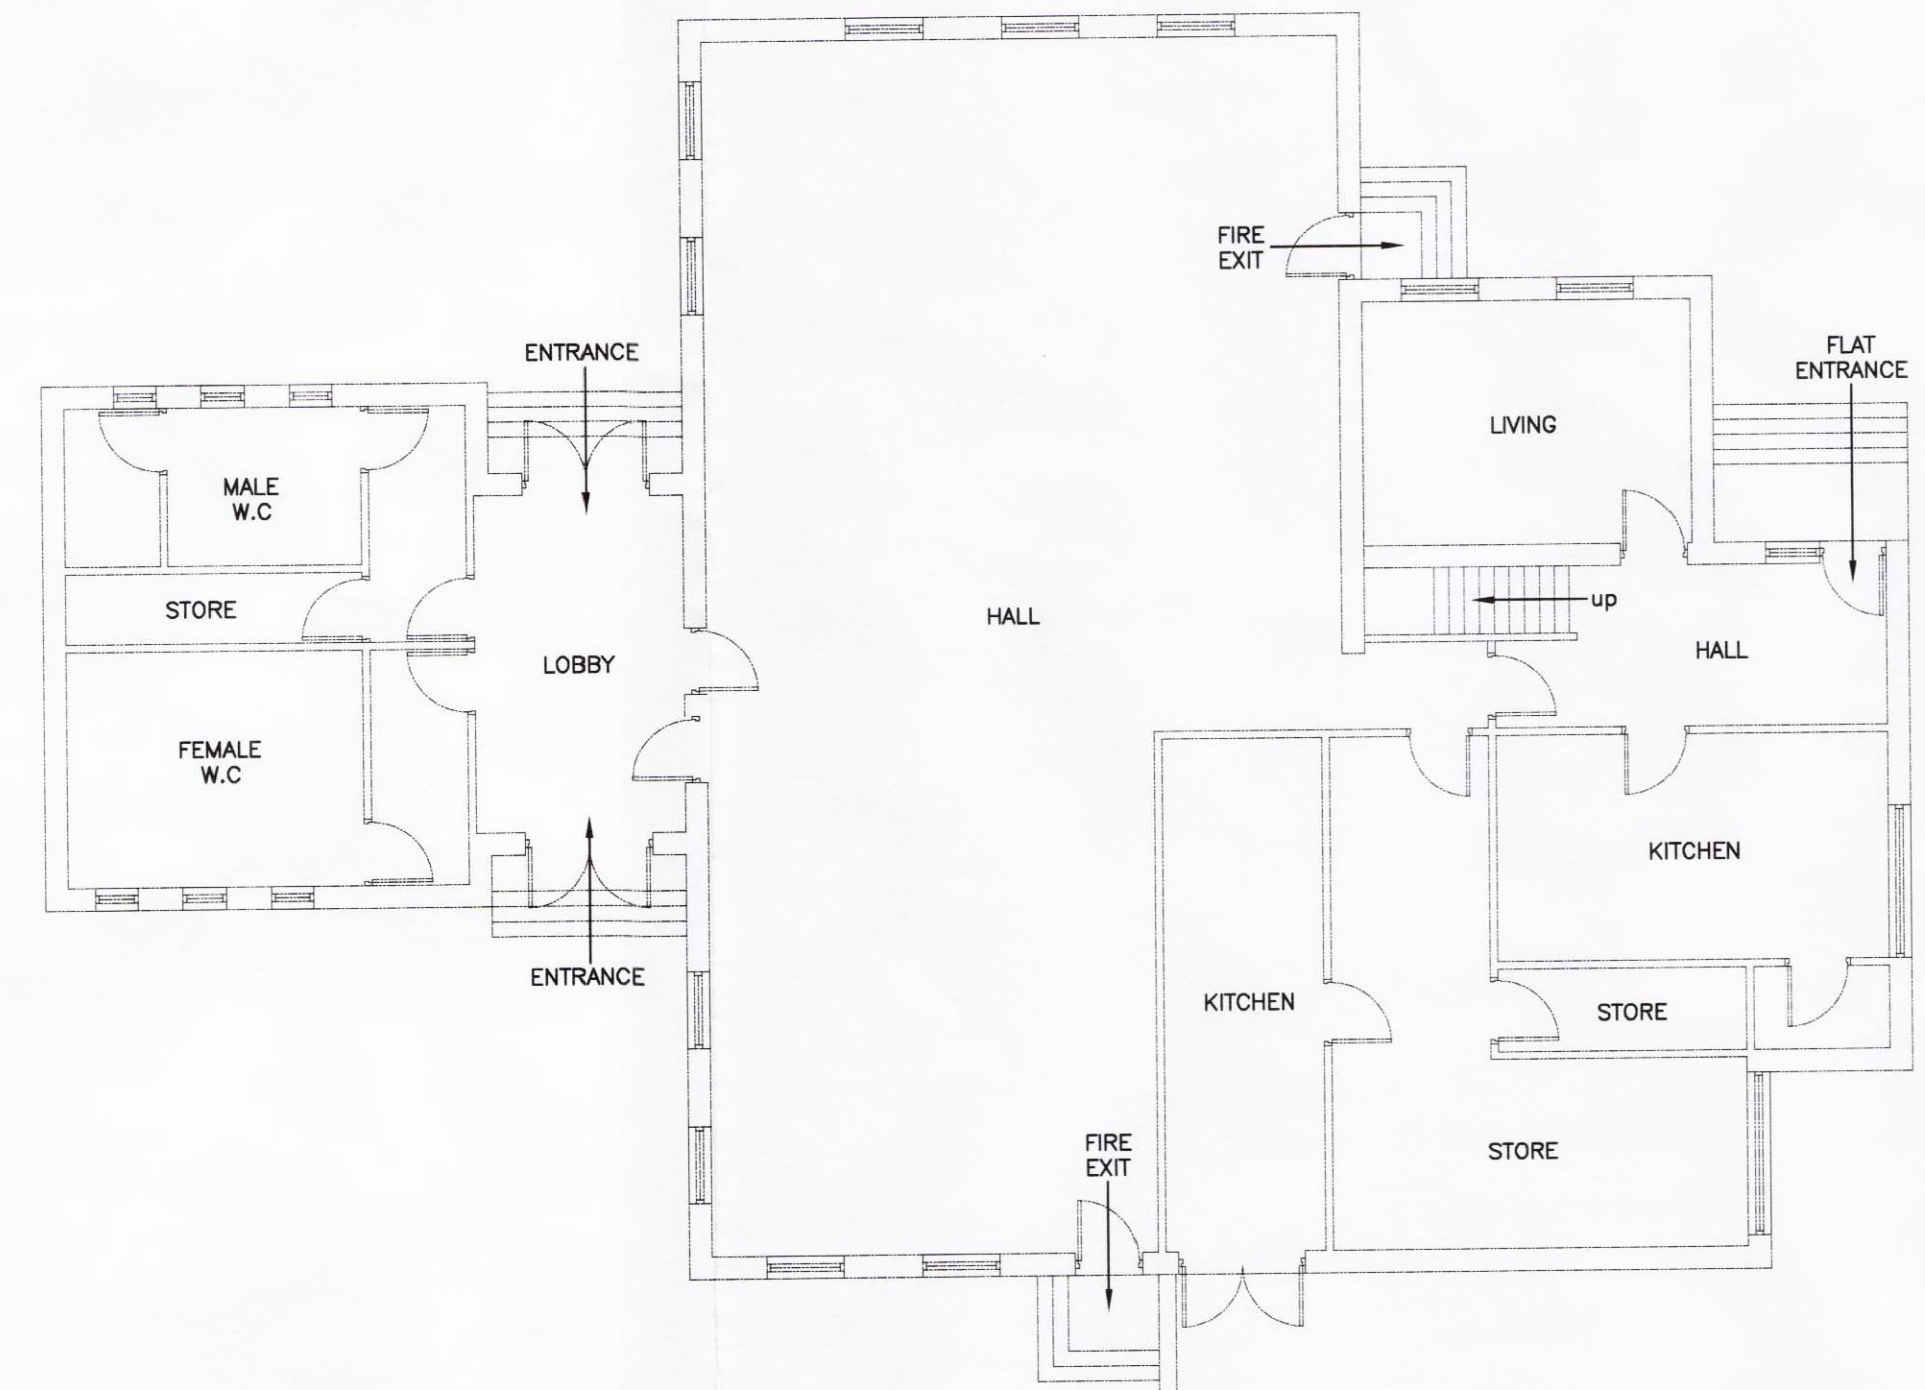 FIRE
EXIT
ENTRANCE
FLAT
ENTRANCE
LIVING
MALE
W.C
STORE
up
HALL
HALL
LOBBY
FEMALE
W.C
KITCHEN
ENTRANCE
KITCHEN
STORE
FIRE
EXIT
STORE